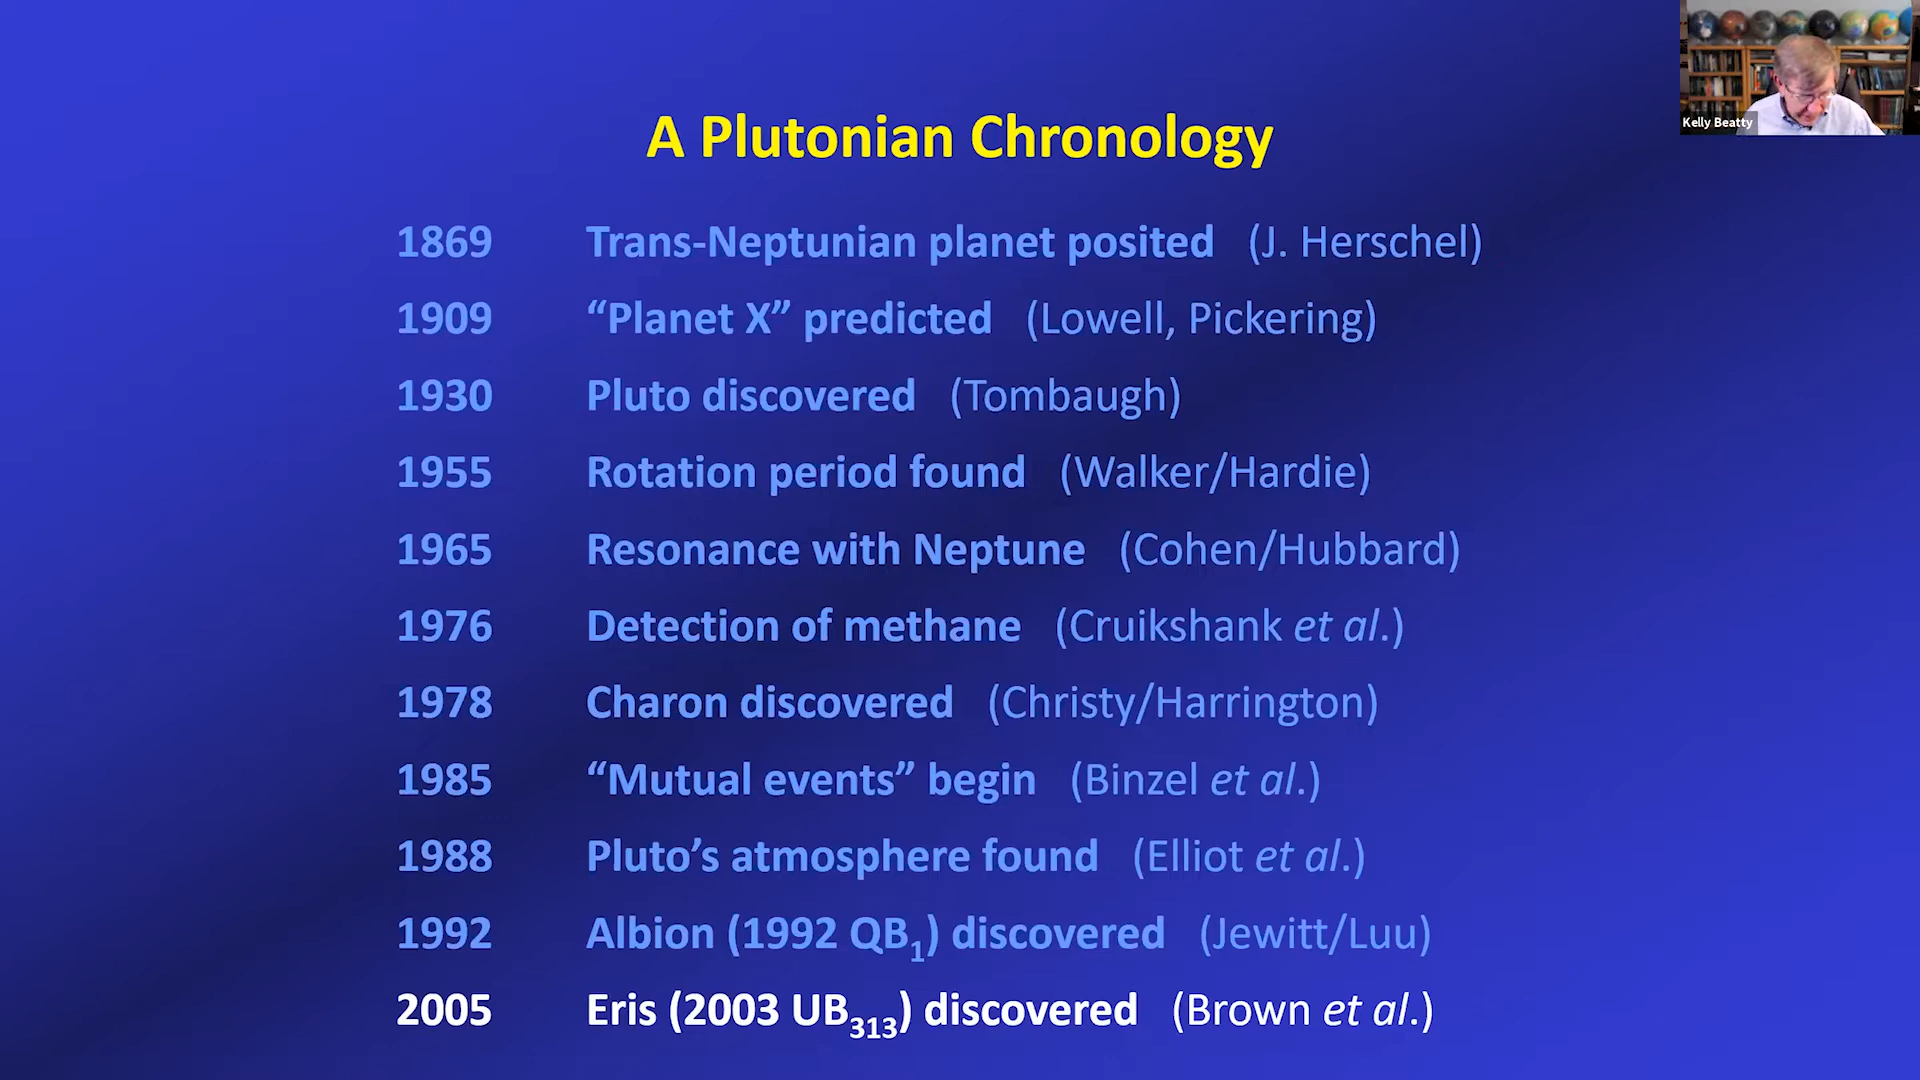 Kelly Beatty
A Plutonian Chronology
1869 Trans-Neptunian planet posited (J. Herschel)
1909 “Planet X” predicted (Lowell, Pickering)
1930 Pluto discovered (Tombaugh)
1955 Rotation period found (Walker/Hardie)
1965 Resonance with Neptune (Cohen/Hubbard)
1976 Detection of methane (Cruikshank et al.)
1978 Charon discovered (Christy/Harrington)
1985 “Mutual events” begin (Binzel et al.)
1988 Pluto’s atmosphere found (Elliot et al.)
1992 Albion (1992 QB₁) discovered (Jewitt/Luu)
2005 Eris (2003 UB₃₁₃) discovered (Brown et al.)